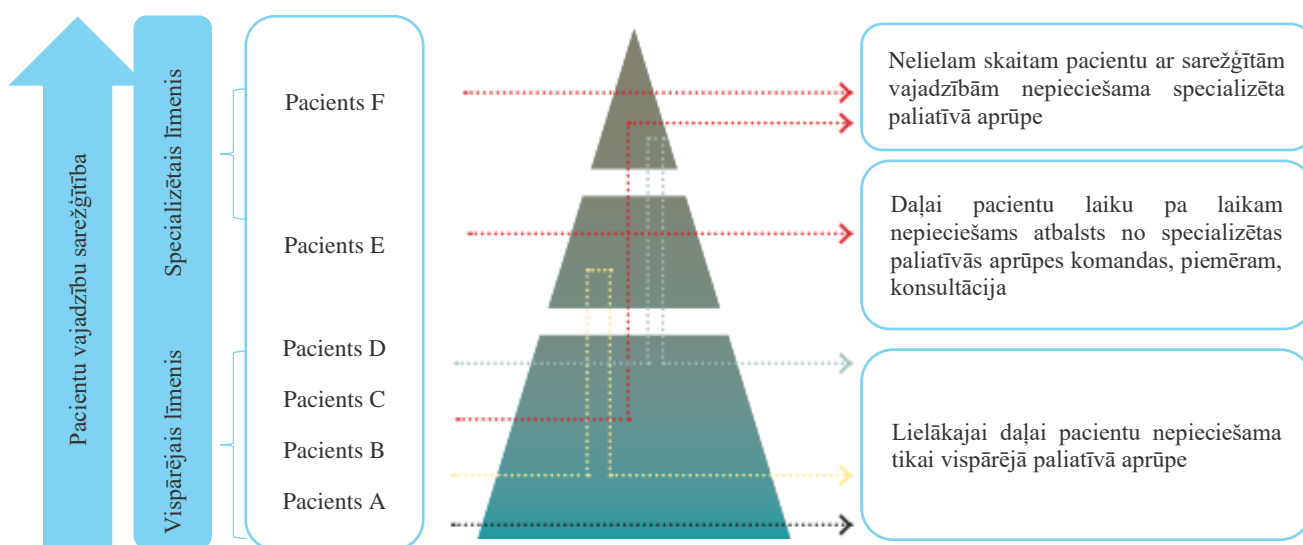 Pacientu vajadzību sarežģītība
Specializētais līmenis
Vispārējais līmenis
Pacients F
Pacients E
Pacients D
Pacients C
Pacients B
Pacients A
Nelielam skaitam pacientu ar sarežģītām
vajadzībām nepieciešama specializēta
paliatīvā aprūpe
Daļai pacientu laiku pa laikam
nepieciešams atbalsts no specializētas
paliatīvās aprūpes komandas, piemēram,
konsultācija
Lielākajai daļai pacientu nepieciešama
tikai vispārējā paliatīvā aprūpe